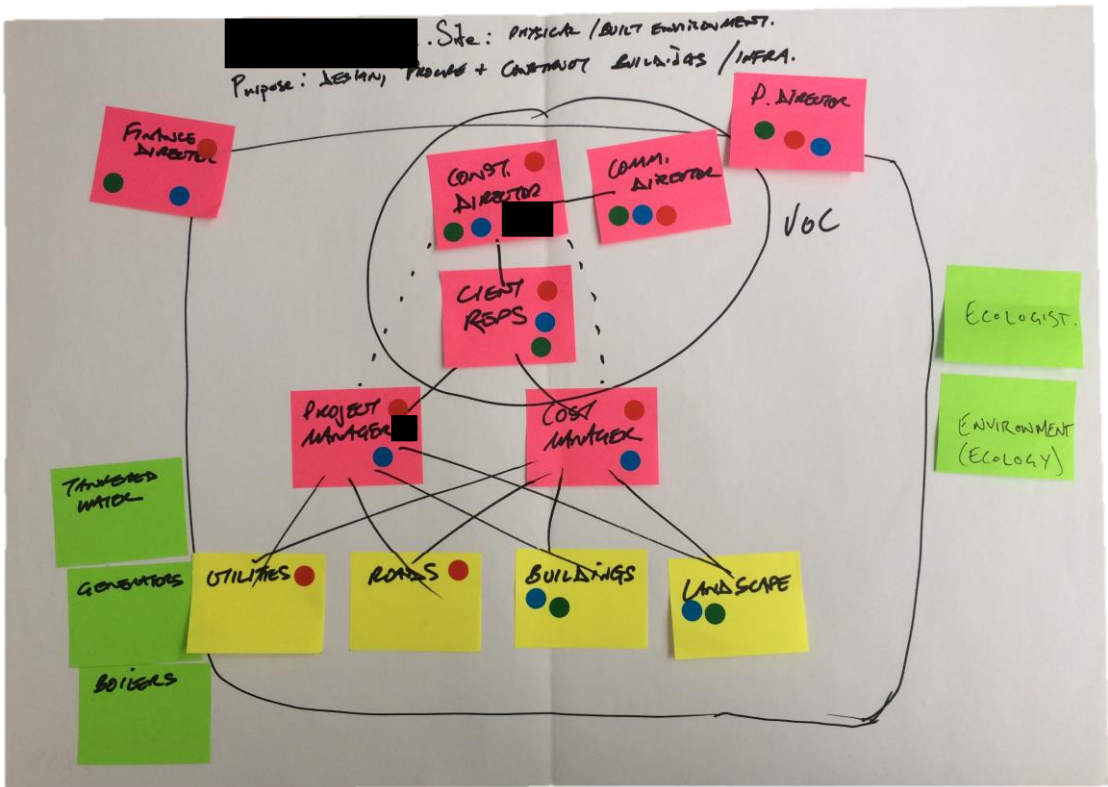 . Site: PHYSICAL / BUILT ENVIRONMENT.
Purpose: DESIGN, PROCURE + CONSTRUCT BUILDINGS / INFRA.
FINANCE
DIRECTOR
CONST.
DIRECTOR
COMM.
DIRECTOR
P. DIRECTOR
VOC
CLIENT
REPS
ECOLOGIST.
ENVIRONMENT
(ECOLOGY)
PROJECT
MANAGER
COST
MANAGER
TANKERED
WATER
GENERATORS
BOILERS
UTILITIES
ROADS
BUILDINGS
LANDSCAPE